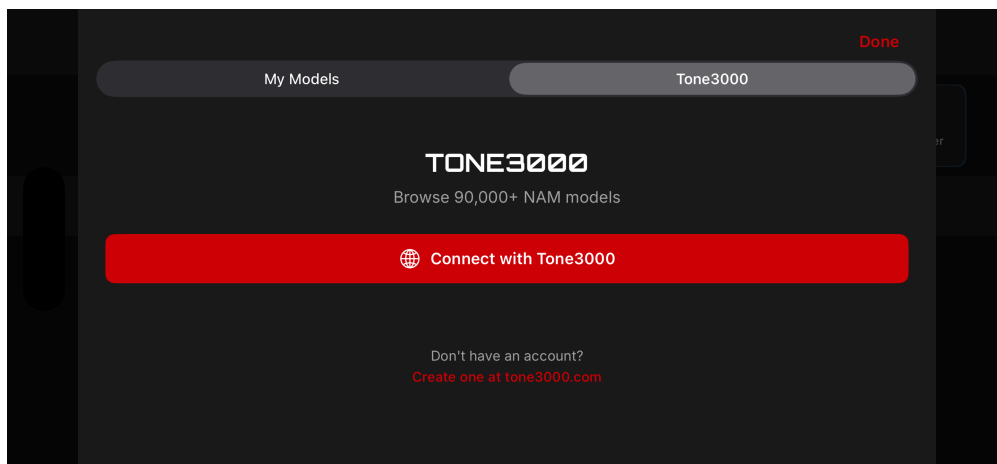 Done
My Models
Tone3000
TONE3000
Browse 90,000+ NAM models
Connect with Tone3000
Don't have an account?
Create one at tone3000.com